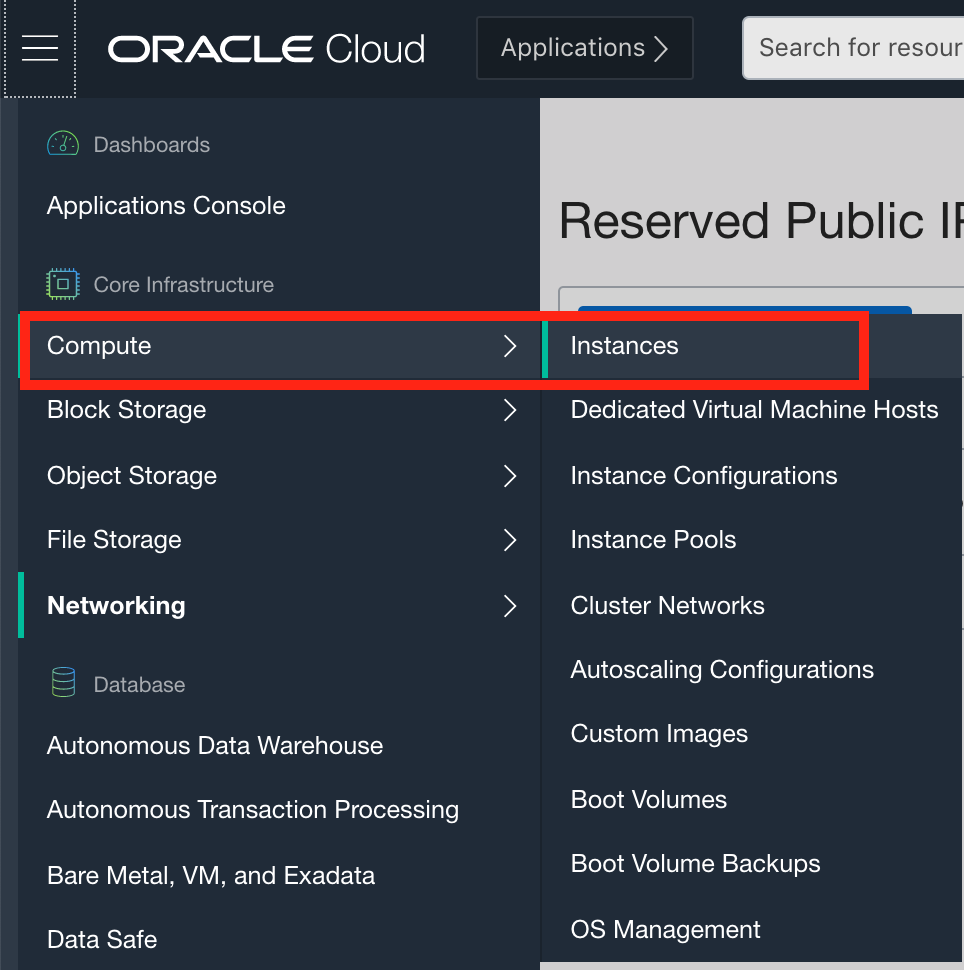 ORACLE Cloud
Applications
Search for resour
Dashboards
Applications Console
Reserved Public IP
Core Infrastructure
Compute
Instances
Block Storage
Dedicated Virtual Machine Hosts
Object Storage
Instance Configurations
File Storage
Instance Pools
Networking
Cluster Networks
Database
Autoscaling Configurations
Autonomous Data Warehouse
Custom Images
Autonomous Transaction Processing
Boot Volumes
Bare Metal, VM, and Exadata
Boot Volume Backups
Data Safe
OS Management